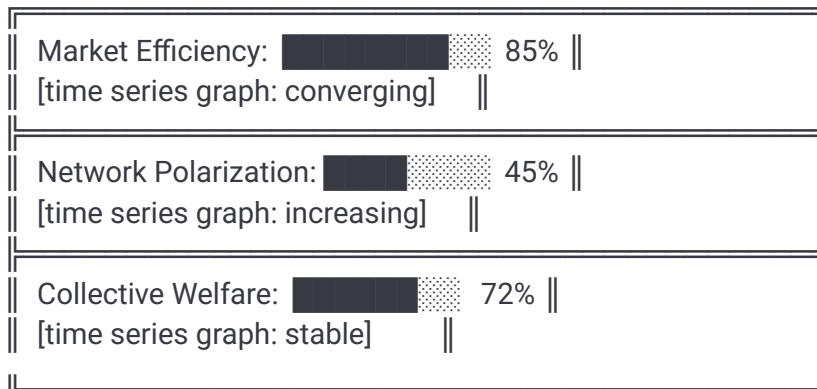 ╔══════════════════════════════════════
║ Market Efficiency: ████████░░ 85% ║
║ [time series graph: converging] ║
╚══════════════════════════════════════
╔══════════════════════════════════════
║ Network Polarization: ████░░░░ 45% ║
║ [time series graph: increasing] ║
╚══════════════════════════════════════
╔══════════════════════════════════════
║ Collective Welfare: ██████░░ 72% ║
║ [time series graph: stable] ║
╚══════════════════════════════════════